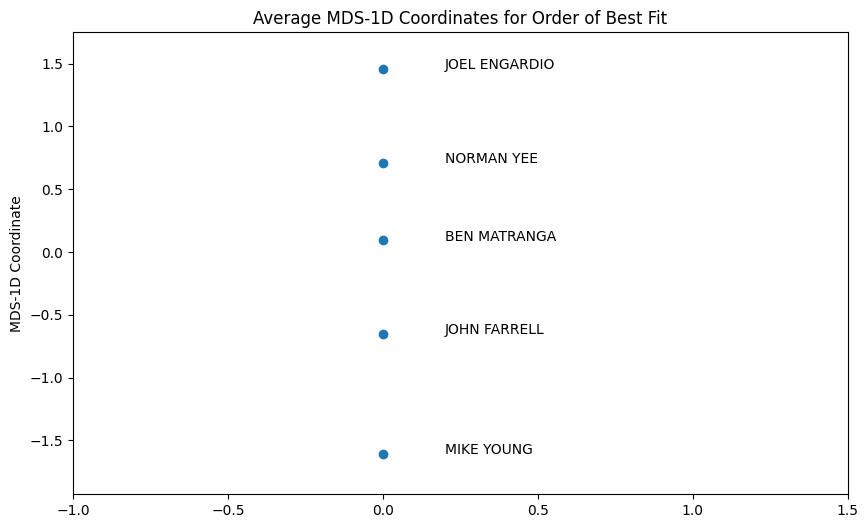 Average MDS-1D Coordinates for Order of Best Fit
MDS-1D Coordinate
1.5
1.0
0.5
0.0
−0.5
−1.0
−1.5
JOEL ENGARDIO
NORMAN YEE
BEN MATRANGA
JOHN FARRELL
MIKE YOUNG
−1.0 −0.5 0.0 0.5 1.0 1.5